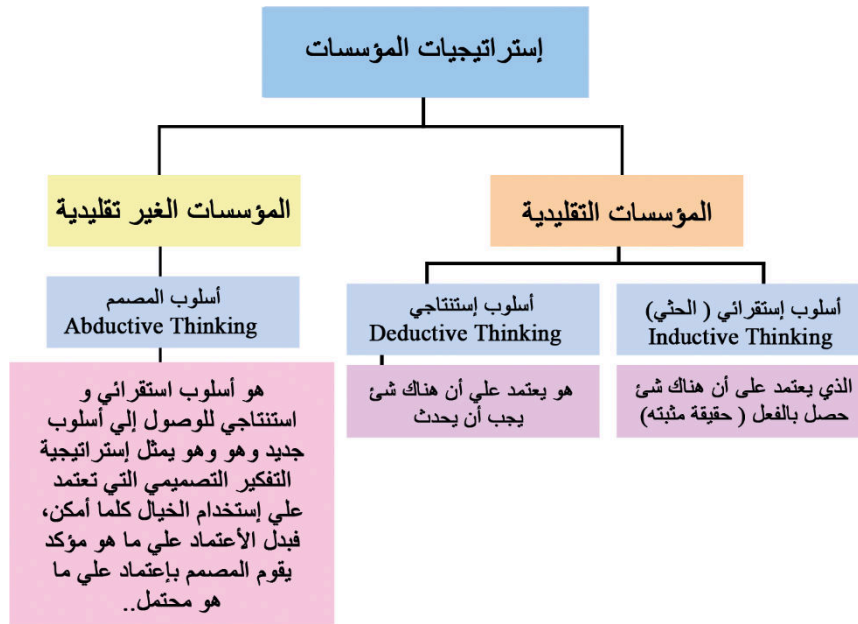 إستراتيجيات المؤسسات
المؤسسات التقليدية
المؤسسات الغير تقليدية
أسلوب إستقرائي ( الحثي)
Inductive Thinking
أسلوب إستنتاجي
Deductive Thinking
أسلوب المصمم
Abductive Thinking
الذي يعتمد على أن هناك شئ
حصل بالفعل ( حقيقة مثبته)
هو يعتمد علي أن هناك شئ
يجب أن يحدث
هو أسلوب استقرائي و
استنتاجي للوصول إلي أسلوب
جديد وهو وهو يمثل إستراتيجية
التفكير التصميمي التي تعتمد
علي إستخدام الخيال كلما أمكن،
فبدل الأعتماد علي ما هو مؤكد
يقوم المصمم بإعتماد علي ما
هو محتمل..